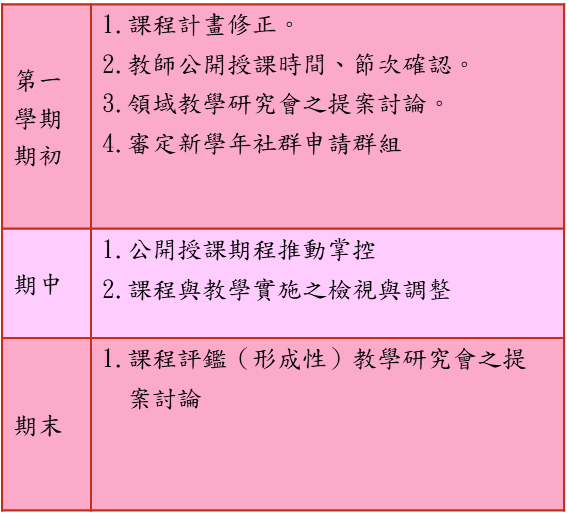 第一
學期
期初
1.課程計畫修正。
2.教師公開授課時間、節次確認。
3.領域教學研究會之提案討論。
4.審定新學年社群申請群組
期中
1.公開授課期程推動掌控
2.課程與教學實施之檢視與調整
期末
1.課程評鑑（形成性）教學研究會之提
案討論